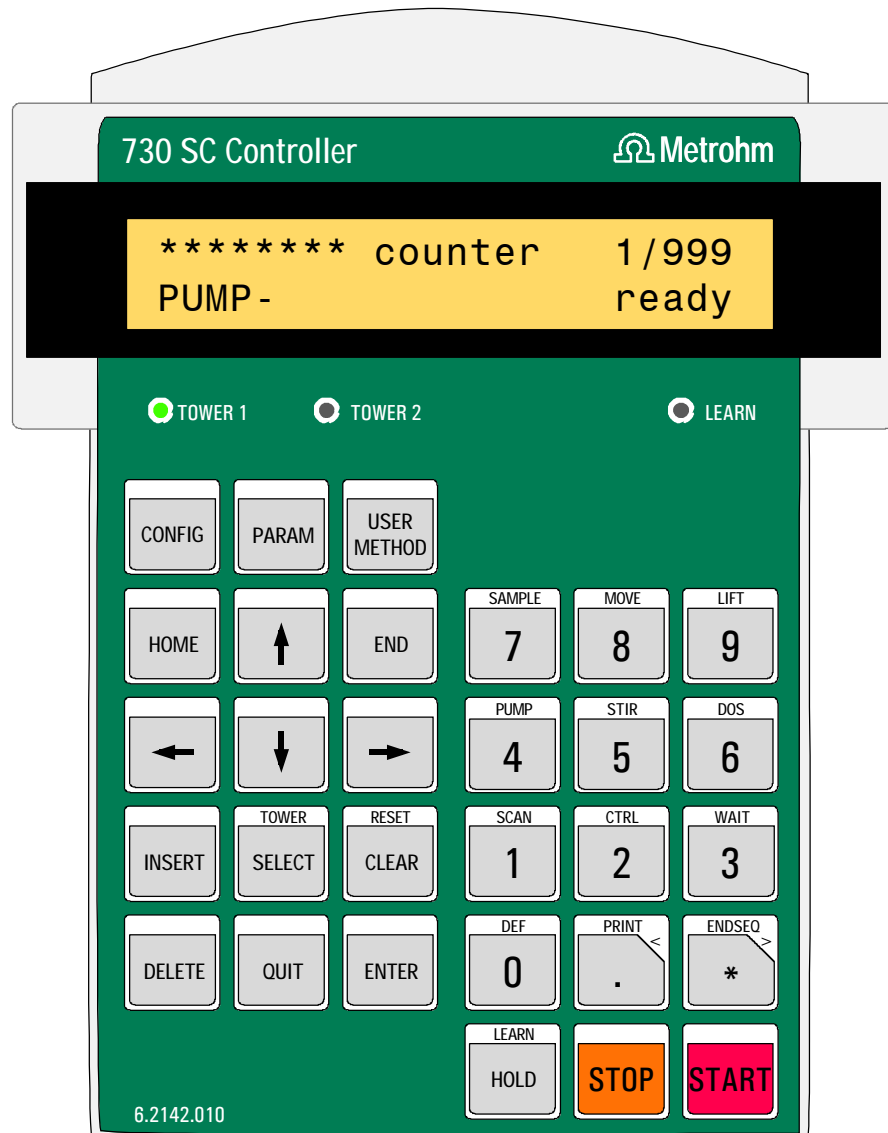 730 SC Controller
Metrohm
******** counter 1/999
PUMP- ready
TOWER 1 TOWER 2 LEARN
CONFIG PARAM USER METHOD
SAMPLE MOVE LIFT
HOME END 7 8 9
PUMP STIR DOS
4 5 6
TOWER RESET SCAN CTRL WAIT
INSERT SELECT CLEAR 1 2 3
DEF PRINT < ENDSEQ >
DELETE QUIT ENTER 0 . *
LEARN
HOLD STOP START
6.2142.010